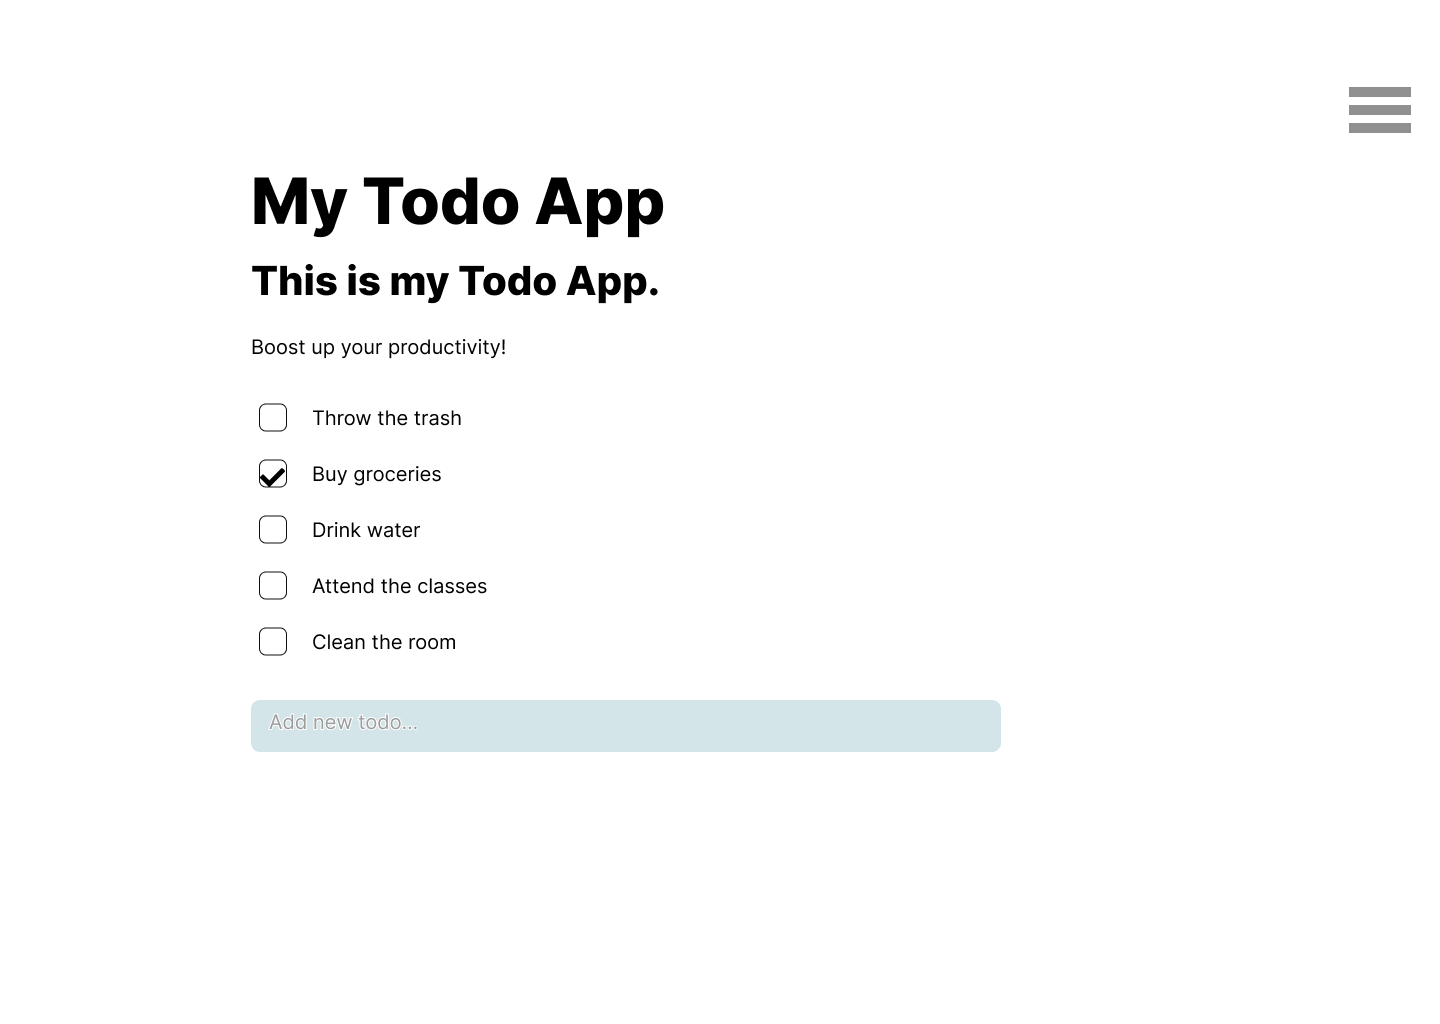 My Todo App
This is my Todo App.
Boost up your productivity!
Throw the trash
Buy groceries
Drink water
Attend the classes
Clean the room
Add new todo...